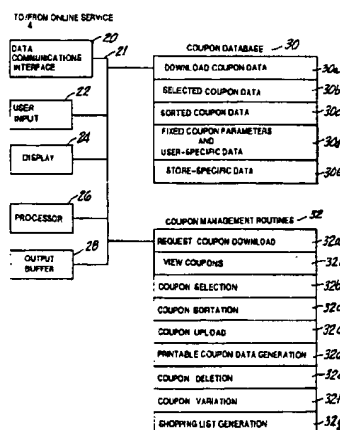 TO/FROM ONLINE SERVICE
4
20
21
DATA
COMMUNICATIONS
INTERFACE
22
USER
INPUT
24
DISPLAY
26
PROCESSOR
28
OUTPUT
BUFFER
COUPON DATABASE 30
DOWNLOAD COUPON DATA 30a
SELECTED COUPON DATA 30b
SORTED COUPON DATA 30c
FIXED COUPON PARAMETERS
AND
USER-SPECIFIC DATA
STORE-SPECIFIC DATA 30e
COUPON MANAGEMENT ROUTINES 32
REQUEST COUPON DOWNLOAD 32a
VIEW COUPONS
COUPON SELECTION 32b
COUPON SORTATION
COUPON UPLOAD
PRINTABLE COUPON DATA GENERATION
COUPON DELETION
COUPON VARIATION
SHOPPING LIST GENERATION